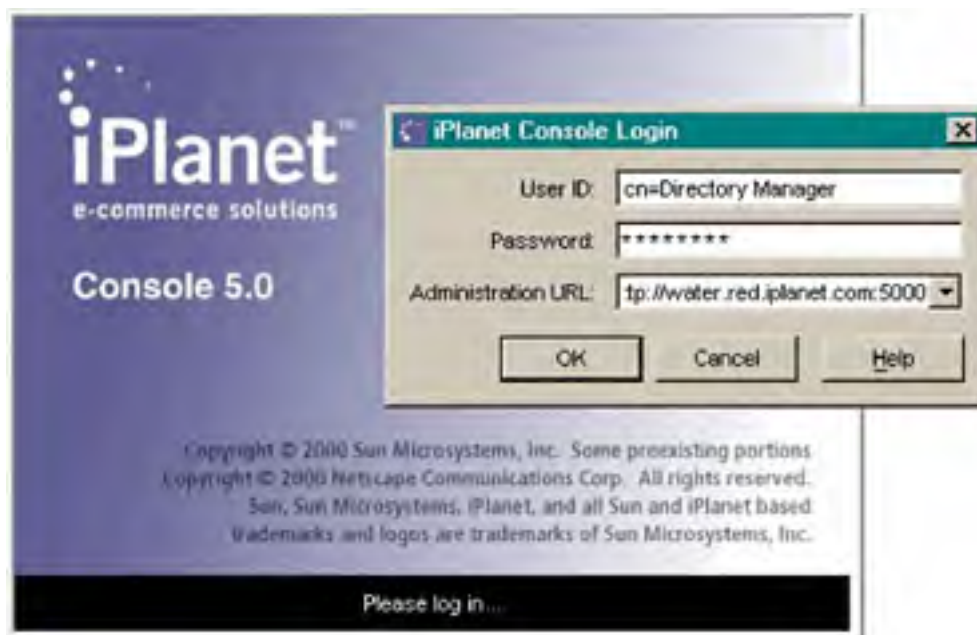 iPlanet™
e-commerce solutions
Console 5.0
iPlanet Console Login
User ID: cn=Directory Manager
Password: ********
Administration URL: tp://water.red.iplanet.com:5000
OK Cancel Help
Copyright © 2000 Sun Microsystems, Inc. Some preexisting portions
Copyright © 2000 Netscape Communications Corp. All rights reserved.
Sun, Sun Microsystems, iPlanet, and all Sun and iPlanet based
trademarks and logos are trademarks of Sun Microsystems, Inc.
Please log in....